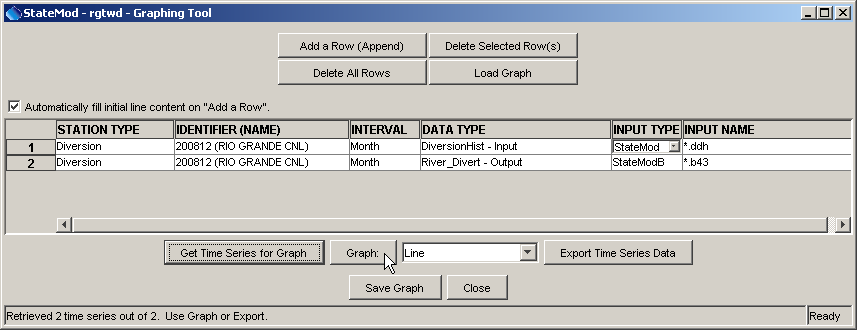 StateMod - rgtwd - Graphing Tool
Add a Row (Append) Delete Selected Row(s)
Delete All Rows Load Graph
Automatically fill initial line content on "Add a Row".
STATION TYPE IDENTIFIER (NAME) INTERVAL DATA TYPE INPUT TYPE INPUT NAME
1 Diversion 200812 (RIO GRANDE CNL) Month DiversionHist - Input StateMod *.ddh
2 Diversion 200812 (RIO GRANDE CNL) Month River_Divert - Output StateModB *.b43
Get Time Series for Graph Graph: Line Export Time Series Data
Save Graph Close
Retrieved 2 time series out of 2. Use Graph or Export. Ready